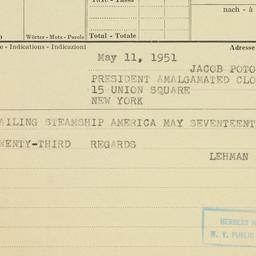 Taxe - Tassa
nach - à
Wörter - Mots - Parole Total - Totale
e - Indications - Indicazioni Adresse
May 11, 1951
JACOB POTO
PRESIDENT AMALGAMATED CLO
15 UNION SQUARE
NEW YORK
AILING STEAMSHIP AMERICA MAY SEVENTEENT
WENTY-THIRD REGARDS
LEHMAN
HERBERT H
N. Y. PUBLIC